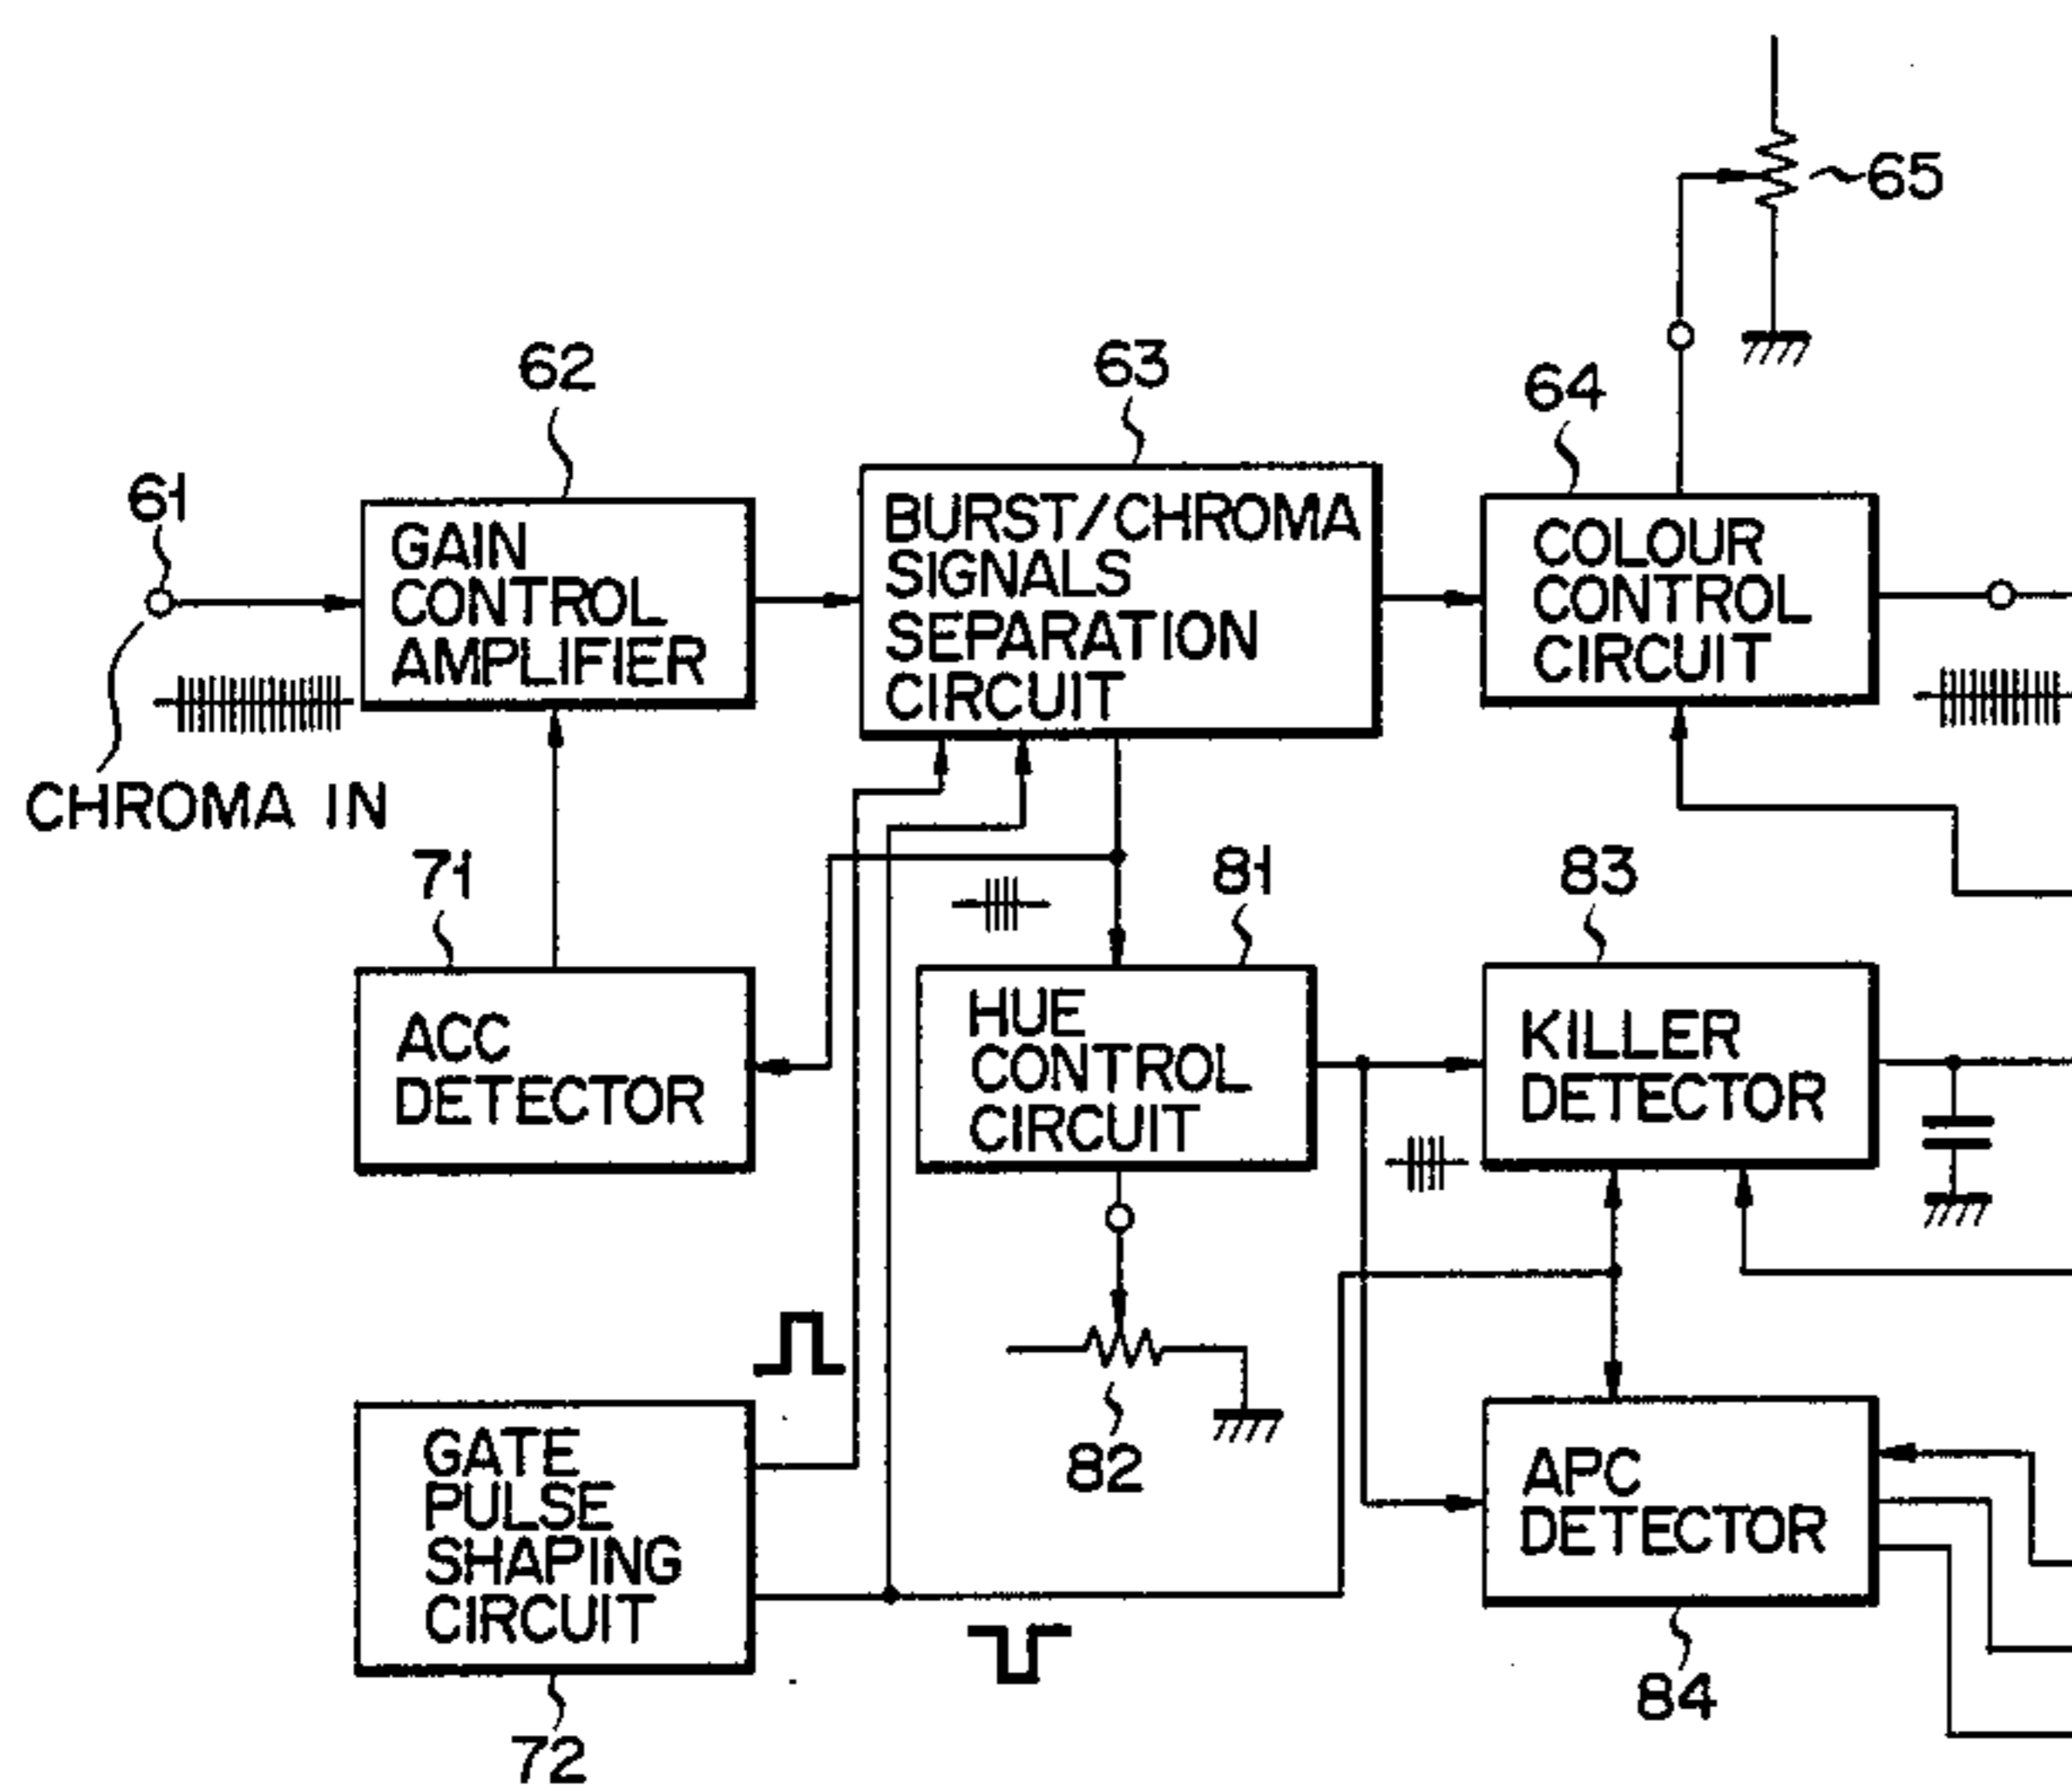 65
62
63
64
61
GAIN
CONTROL
AMPLIFIER
BURST/CHROMA
SIGNALS
SEPARATION
CIRCUIT
COLOUR
CONTROL
CIRCUIT
CHROMA IN
71
81
83
ACC
DETECTOR
HUE
CONTROL
CIRCUIT
KILLER
DETECTOR
82
GATE
PULSE
SHAPING
CIRCUIT
APC
DETECTOR
84
72